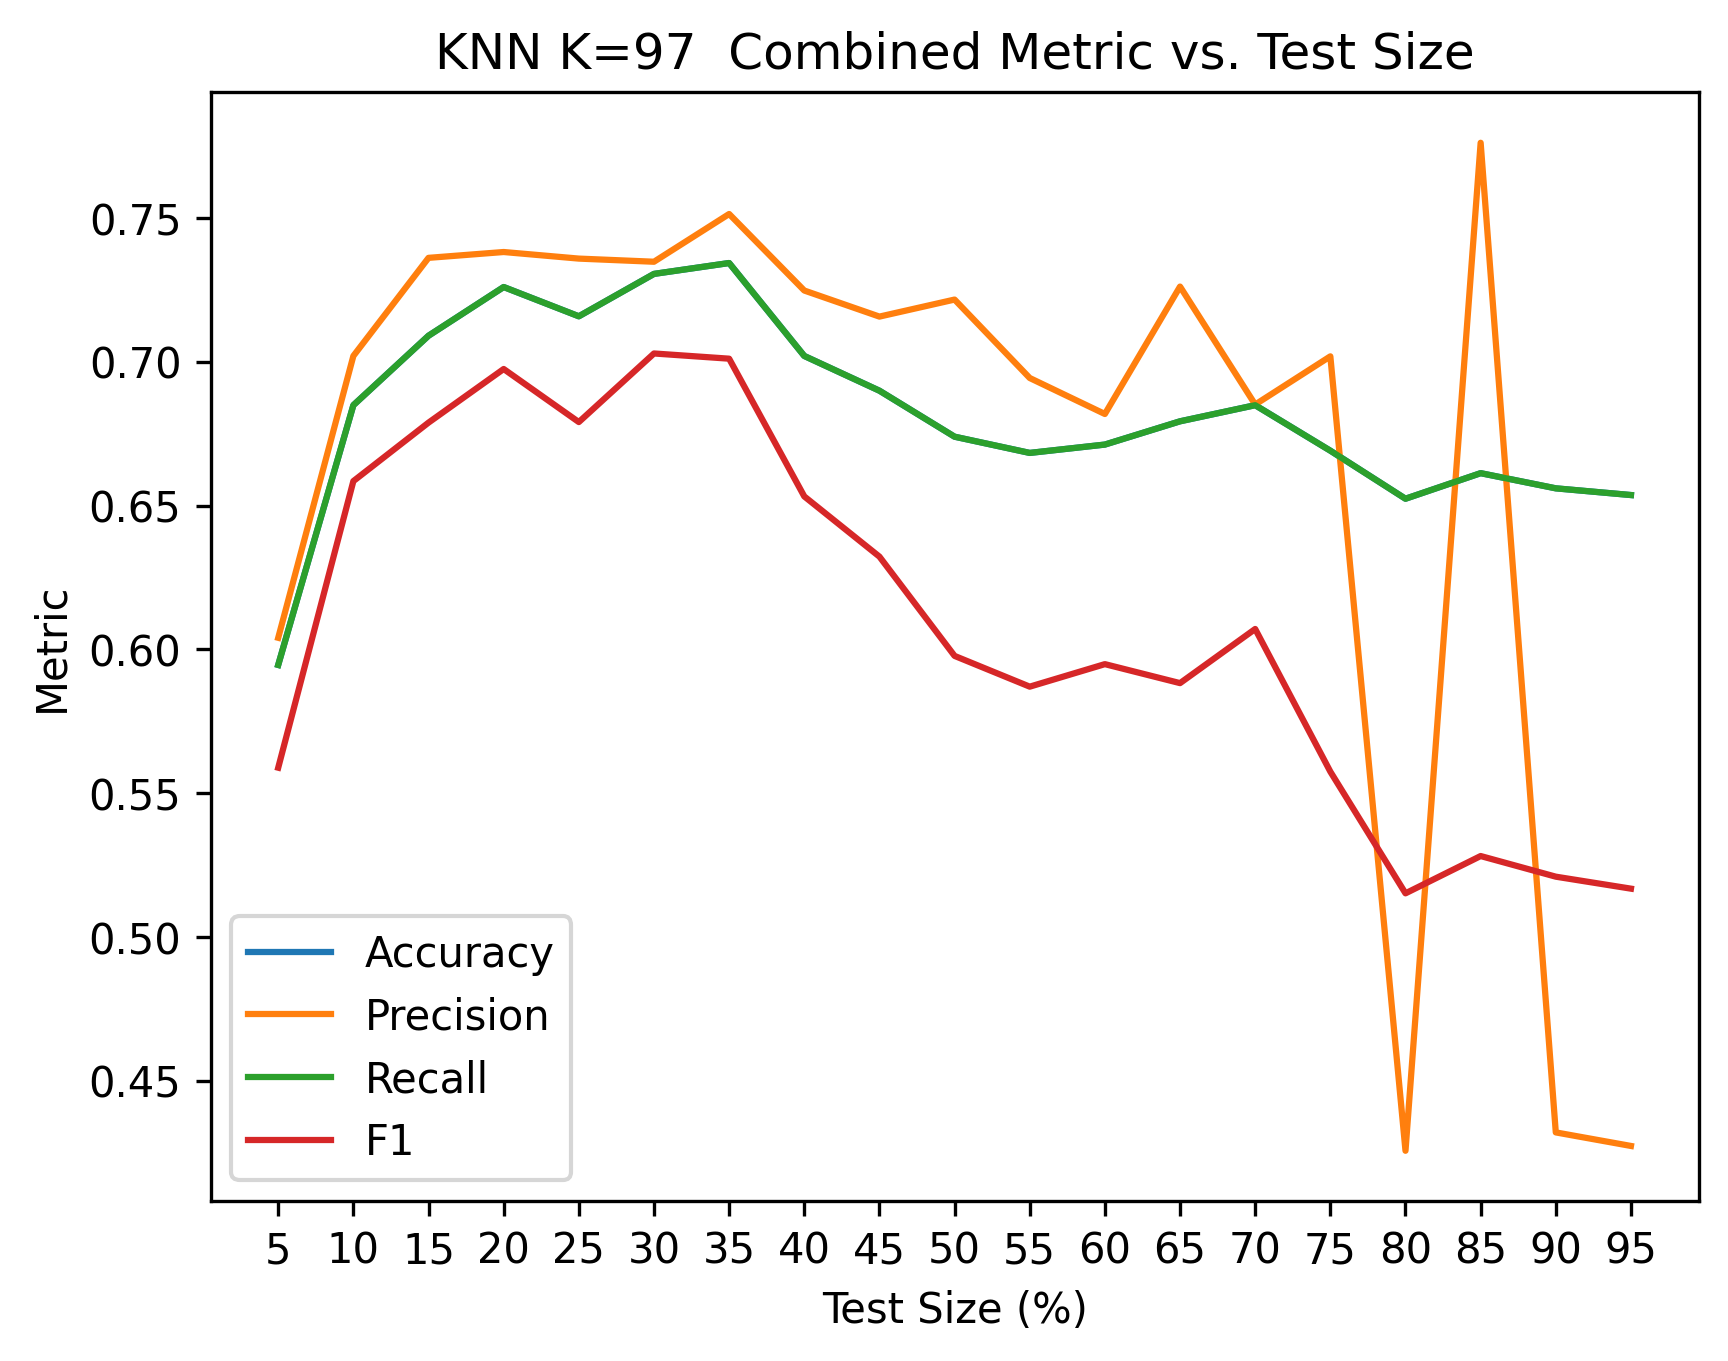 KNN K=97  Combined Metric vs. Test Size
Metric
0.75
0.70
0.65
0.60
0.55
0.50
0.45
Accuracy
Precision
Recall
F1
5 10 15 20 25 30 35 40 45 50 55 60 65 70 75 80 85 90 95
Test Size (%)